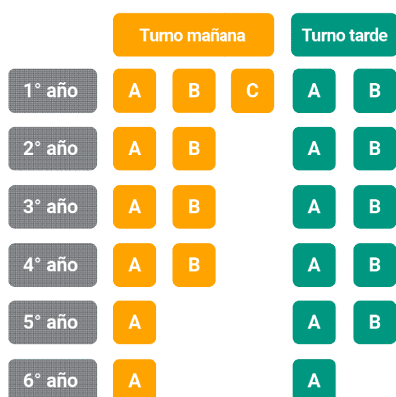 Turno mañana Turno tarde
1° año A B C A B
2° año A B A B
3° año A B A B
4° año A B A B
5° año A A B
6° año A A